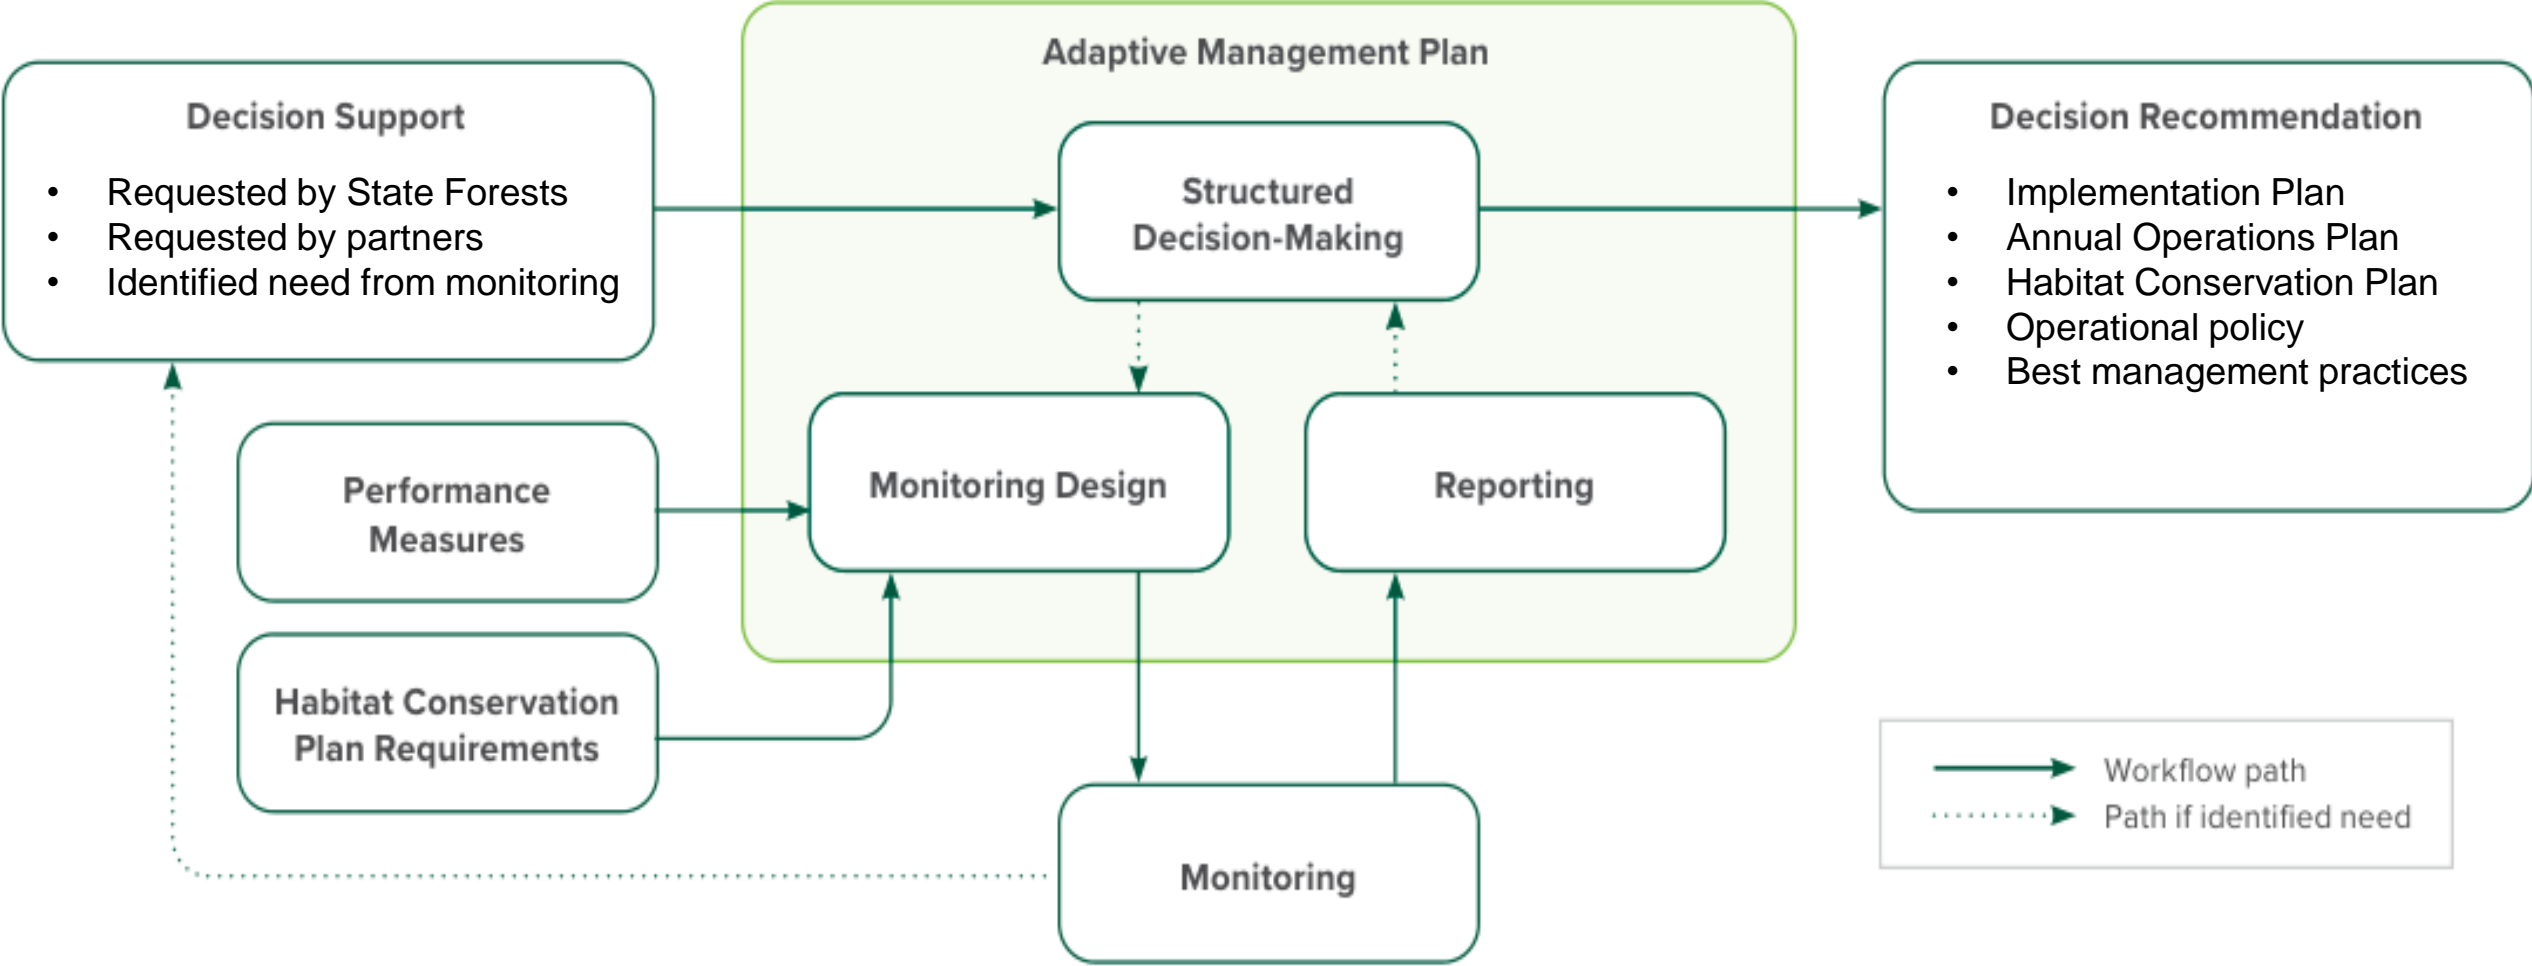 Adaptive Management Plan
Decision Support
• Requested by State Forests
• Requested by partners
• Identified need from monitoring
Structured
Decision-Making
Decision Recommendation
• Implementation Plan
• Annual Operations Plan
• Habitat Conservation Plan
• Operational policy
• Best management practices
Performance
Measures
Monitoring Design
Reporting
Habitat Conservation
Plan Requirements
Monitoring
Workflow path
Path if identified need